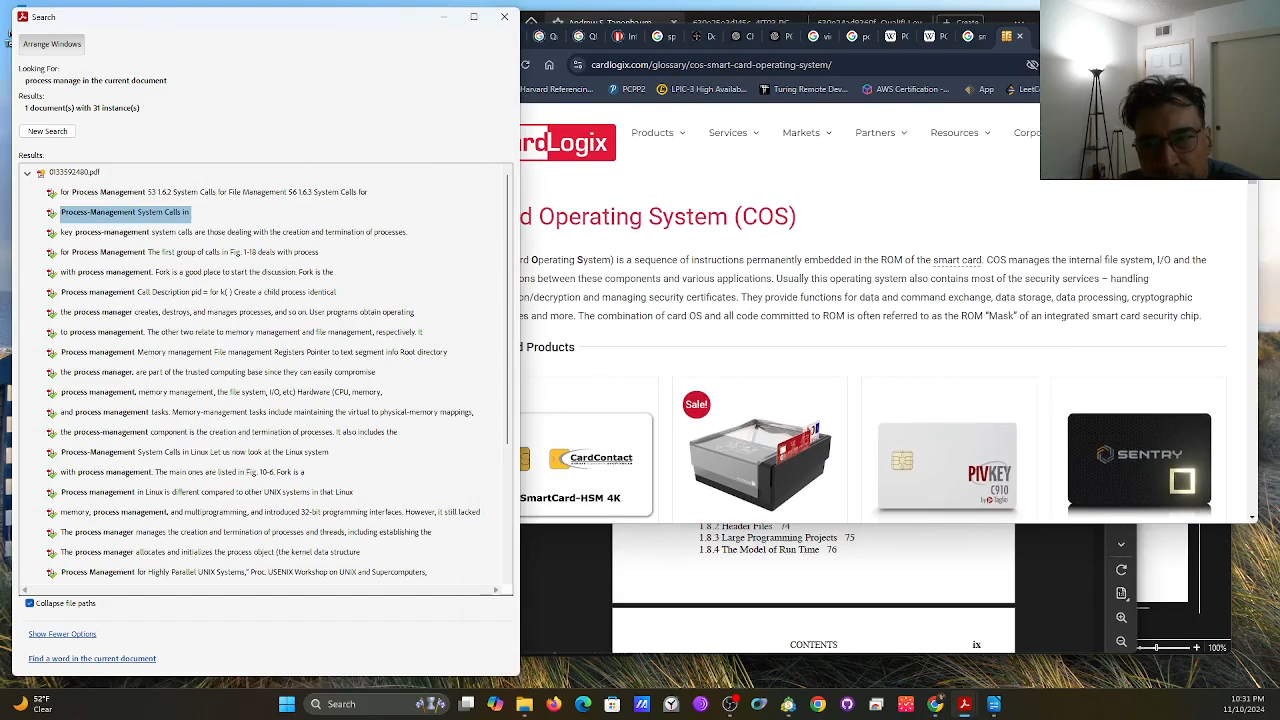 Search
Arrange Windows
Looking For:
process manage in the current document
Results:
1 document(s) with 31 instance(s)
New Search
Results:
0133592480.pdf
for Process Management 53 1.6.2 System Calls for File Management 56 1.6.3 System Calls for
Process-Management System Calls in
key process-management system calls are those dealing with the creation and termination of processes.
for Process Management The first group of calls in Fig. 1-18 deals with process
with process management. Fork is a good place to start the discussion. Fork is the
Process management Call Description pid = for k( ) Create a child process identical
the process manager creates, destroys, and manages processes, and so on. User programs obtain operating
to process management. The other two relate to memory management and file management, respectively. It
Process management Memory management File management Registers Pointer to text segment info Root directory
the process manager, are part of the trusted computing base since they can easily compromise
process management, memory management, the file system, I/O, etc) Hardware (CPU, memory,
and process management tasks. Memory-management tasks include maintaining the virtual to physical-memory mappings,
the process-management component is the creation and termination of processes. It also includes the
Process-Management System Calls in Linux Let us now look at the Linux system
with process management. The main ones are listed in Fig. 10-6. Fork is a
Process management in Linux is different compared to other UNIX systems in that Linux
memory, process management, and multiprogramming, and introduced 32-bit programming interfaces. However, it still lacked
The process manager manages the creation and termination of processes and threads, including establishing the
The process manager allocates and initializes the process object (the kernel data structure
Process Management for Highly Parallel UNIX Systems," Proc. USENIX Workshop on UNIX and Supercomputers,
Collapse file paths
Show Fewer Options
Find a word in the current document
cardlogix.com/glossary/cos-smart-card-operating-system/
Harvard Referencin...
PCPP2
LPIC-3 High Availabl...
Turing Remote Dev...
AWS Certification -...
App
LeetC
ardLogix
Products
Services
Markets
Partners
Resources
Corpo
d Operating System (COS)
rd Operating System) is a sequence of instructions permanently embedded in the ROM of the smart card. COS manages the internal file system, I/O and the
ons between these components and various applications. Usually this operating system also contains most of the security services – handling
on/decryption and managing security certificates. They provide functions for data and command exchange, data storage, data processing, cryptographic
es and more. The combination of card OS and all code committed to ROM is often referred to as the ROM “Mask” of an integrated smart card security chip.
d Products
Sale!
CardContact
SmartCard-HSM 4K
PIVKEY
C910
by Taglio
SENTRY
1.8.2 Header Files 74
1.8.3 Large Programming Projects 75
1.8.4 The Model of Run Time 76
CONTENTS ix
100%
52°F
Clear
Search
10:31 PM
11/10/2024